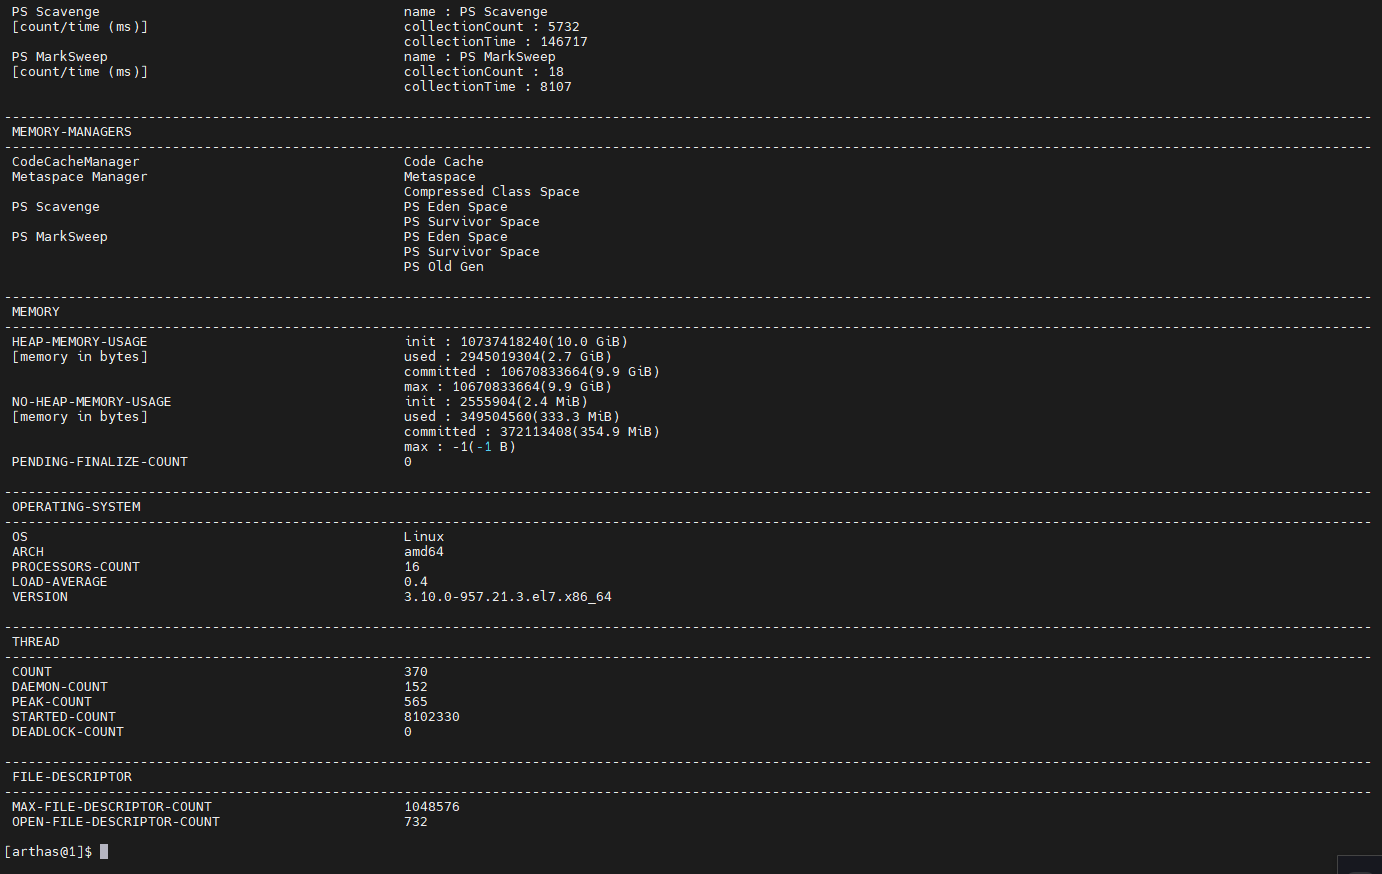 PS Scavenge name : PS Scavenge
[count/time (ms)] collectionCount : 5732
collectionTime : 146717
PS MarkSweep name : PS MarkSweep
[count/time (ms)] collectionCount : 18
collectionTime : 8107
MEMORY-MANAGERS
CodeCacheManager Code Cache
Metaspace Manager Metaspace
Compressed Class Space
PS Scavenge PS Eden Space
PS Survivor Space
PS MarkSweep PS Eden Space
PS Survivor Space
PS Old Gen
MEMORY
HEAP-MEMORY-USAGE init : 10737418240(10.0 GiB)
[memory in bytes] used : 2945019304(2.7 GiB)
committed : 10670833664(9.9 GiB)
max : 10670833664(9.9 GiB)
NO-HEAP-MEMORY-USAGE init : 2555904(2.4 MiB)
[memory in bytes] used : 349504560(333.3 MiB)
committed : 372113408(354.9 MiB)
max : -1(-1 B)
PENDING-FINALIZE-COUNT 0
OPERATING-SYSTEM
OS Linux
ARCH amd64
PROCESSORS-COUNT 16
LOAD-AVERAGE 0.4
VERSION 3.10.0-957.21.3.el7.x86_64
THREAD
COUNT 370
DAEMON-COUNT 152
PEAK-COUNT 565
STARTED-COUNT 8102330
DEADLOCK-COUNT 0
FILE-DESCRIPTOR
MAX-FILE-DESCRIPTOR-COUNT 1048576
OPEN-FILE-DESCRIPTOR-COUNT 732
[arthas@1]$